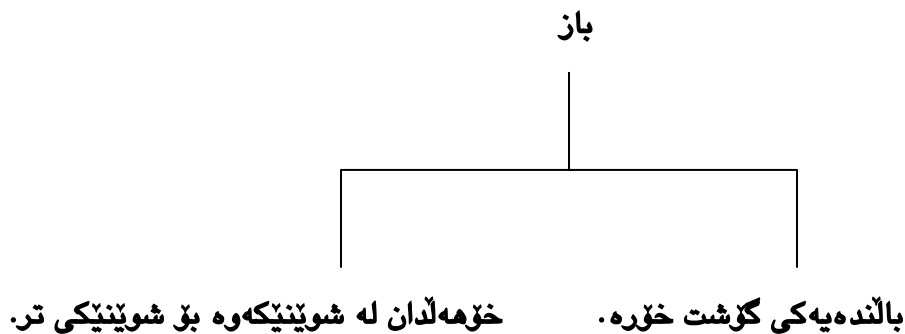 باز
باڵندەیەکی گۆشت خۆرە.
خۆهەڵدان لە شوێنێکەوە بۆ شوێنێکی تر.